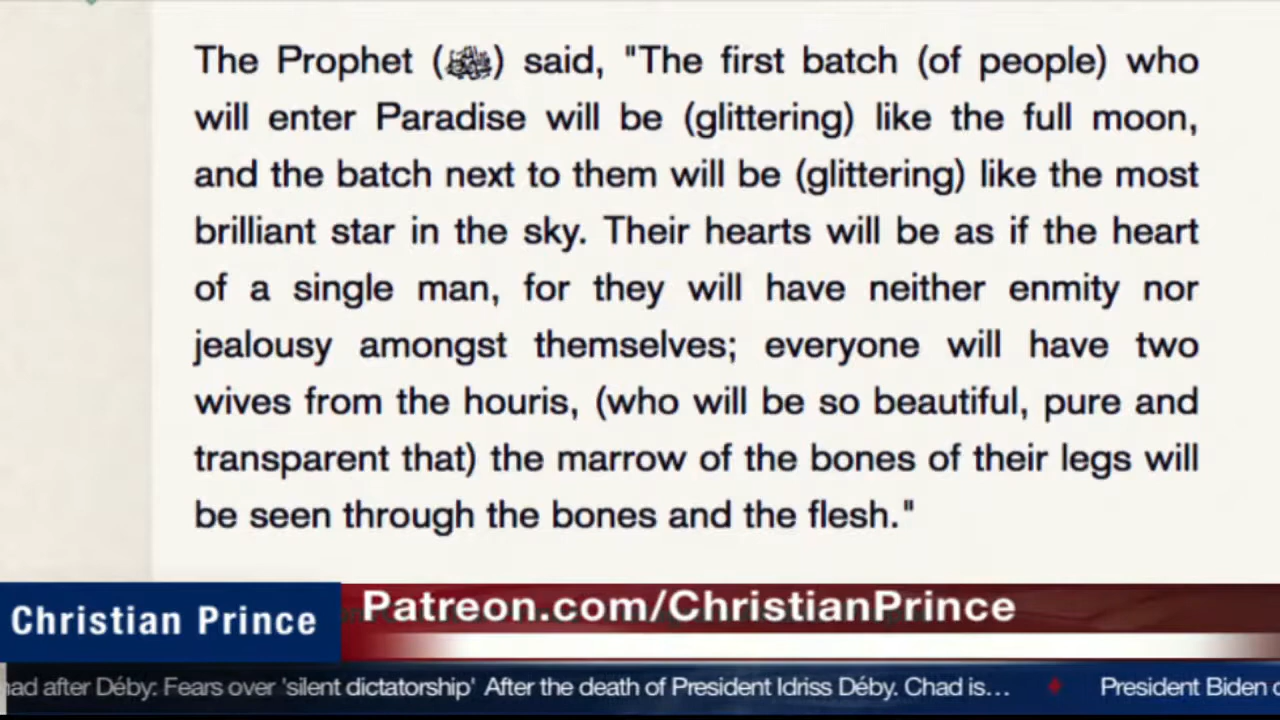 The Prophet (ﷺ) said, "The first batch (of people) who
will enter Paradise will be (glittering) like the full moon,
and the batch next to them will be (glittering) like the most
brilliant star in the sky. Their hearts will be as if the heart
of a single man, for they will have neither enmity nor
jealousy amongst themselves; everyone will have two
wives from the houris, (who will be so beautiful, pure and
transparent that) the marrow of the bones of their legs will
be seen through the bones and the flesh."
Christian Prince
Patreon.com/ChristianPrince
after Déby: Fears over 'silent dictatorship' After the death of President Idriss Déby. Chad is... President Biden